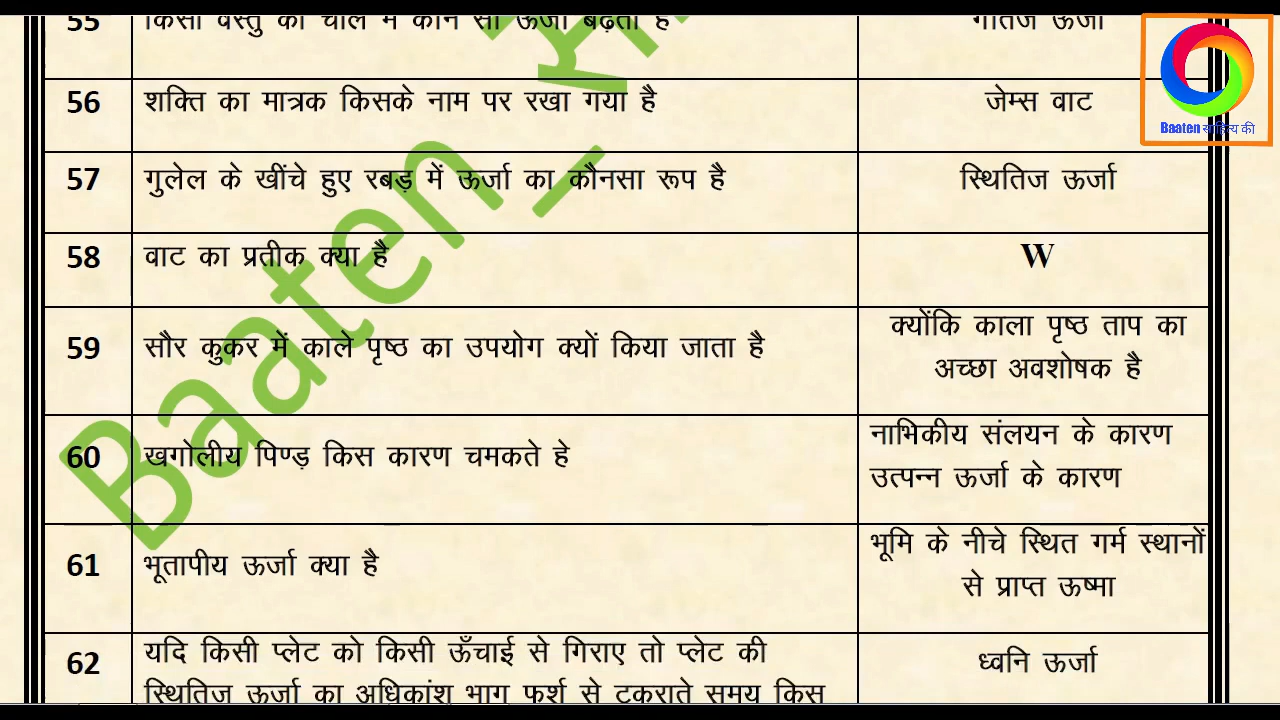 55 किसी वस्तु की चाल में कौन सी ऊर्जा बढ़ती है गतिज ऊर्जा
Baaten साहित्य की
56 शक्ति का मात्रक किसके नाम पर रखा गया है जेम्स वाट
57 गुलेल के खींचे हुए रबड़ में ऊर्जा का कौनसा रूप है स्थितिज ऊर्जा
58 वाट का प्रतीक क्या है W
59 सौर कुकर में काले पृष्ठ का उपयोग क्यों किया जाता है
क्योंकि काला पृष्ठ ताप का
अच्छा अवशोषक है
60 खगोलीय पिण्ड़ किस कारण चमकते हे
नाभिकीय संलयन के कारण
उत्पन्न ऊर्जा के कारण
61 भूतापीय ऊर्जा क्या है
भूमि के नीचे स्थित गर्म स्थानों
से प्राप्त ऊष्मा
62 यदि किसी प्लेट को किसी ऊँचाई से गिराए तो प्लेट की
स्थितिज ऊर्जा का अधिकांश भाग फर्श से टकराते समय किस
ध्वनि ऊर्जा
Baaten_